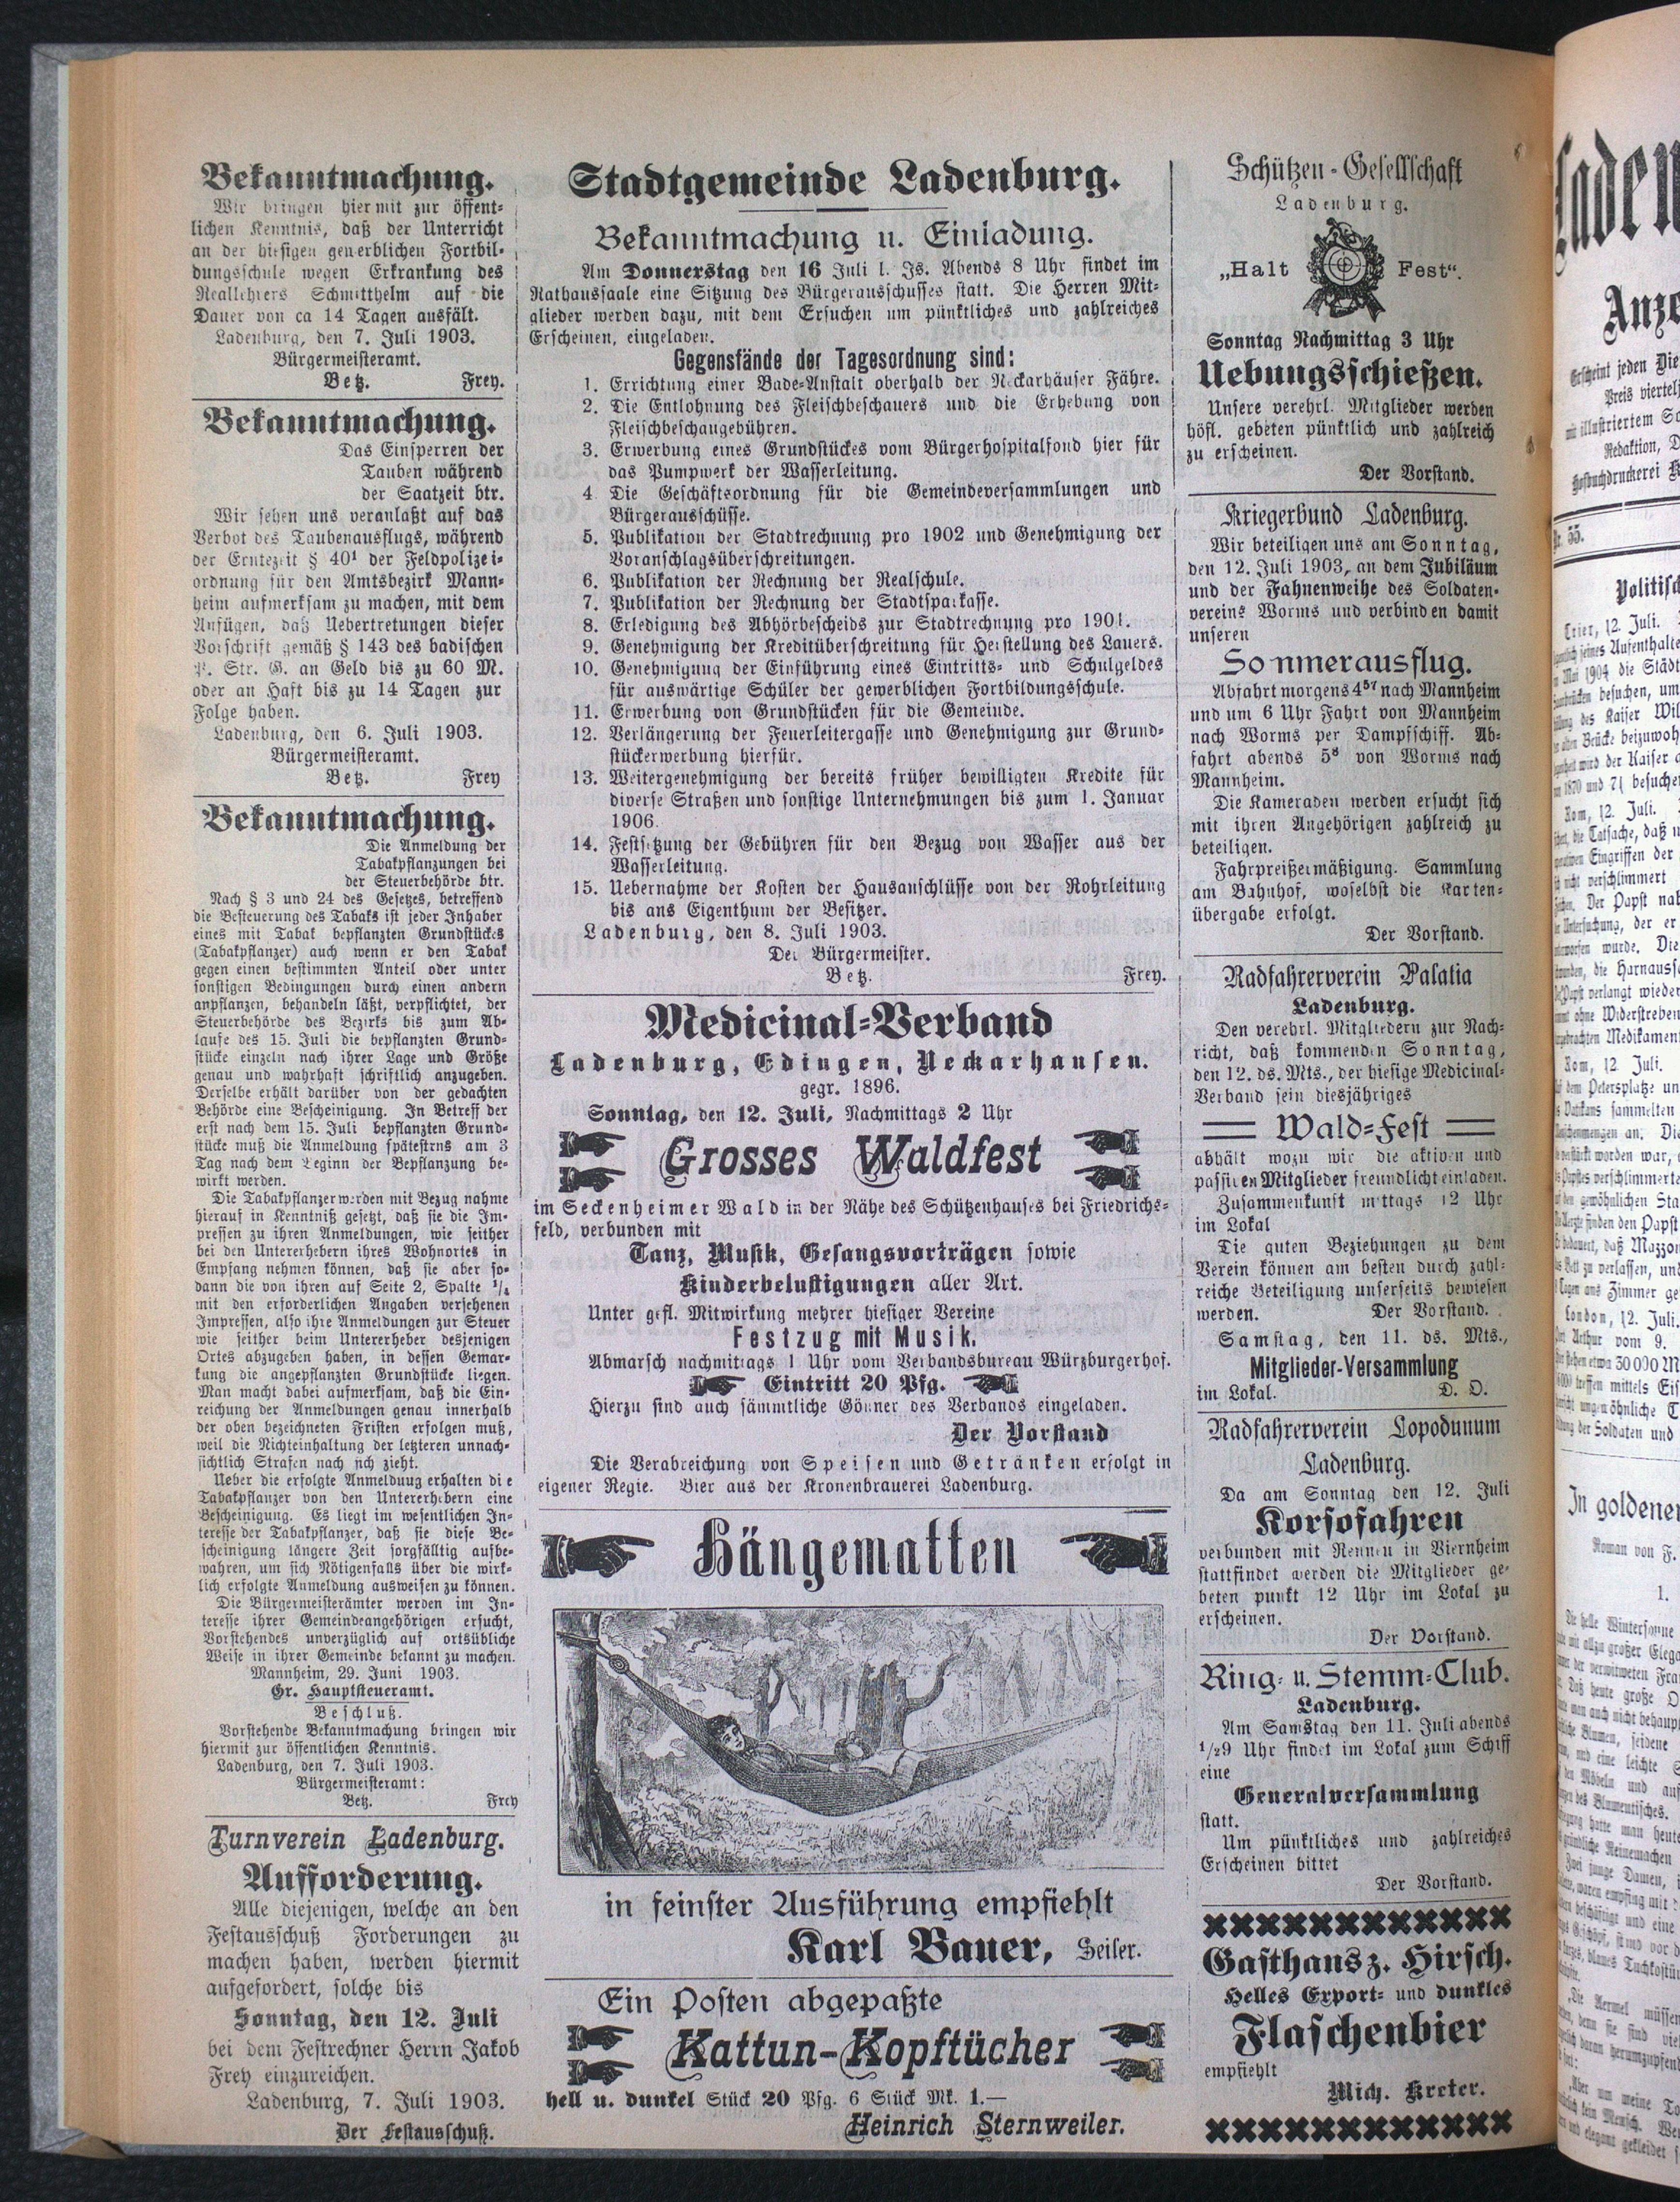 Bekanntmachung.
Wir bringen hiermit zur öffent-
lichen Kenntnis, daß der Unterricht
an der hiesigen gewerblichen Fortbil-
dungsschule wegen Erkrankung des
Reallehrers Schmitthelm auf die
Dauer von ca 14 Tagen ausfält.
Ladenburg, den 7. Juli 1903.
Bürgermeisteramt.
Betz. Frey.
Bekanntmachung.
Das Einsperren der
Tauben während
der Saatzeit btr.
Wir sehen uns veranlaßt auf das
Verbot des Taubenausflugs, während
der Erntezeit § 40¹ der Feldpolizei-
ordnung für den Amtsbezirk Mann-
heim aufmerksam zu machen, mit dem
Anfügen, daß Uebertretungen dieser
Vorschrift gemäß § 143 des badischen
P. Str. G. an Geld bis zu 60 M.
oder an Haft bis zu 14 Tagen zur
Folge haben.
Ladenburg, den 6. Juli 1903.
Bürgermeisteramt.
Betz. Frey
Bekanntmachung.
Die Anmeldung der
Tabakpflanzungen bei
der Steuerbehörde btr.
Nach § 3 und 24 des Gesetzes, betreffend
die Besteuerung des Tabaks ist jeder Inhaber
eines mit Tabak bepflanzten Grundstückes
(Tabakpflanzer) auch wenn er den Tabak
gegen einen bestimmten Anteil oder unter
sonstigen Bedingungen durch einen andern
anpflanzen, behandeln läßt, verpflichtet, der
Steuerbehörde des Bezirks bis zum Ab-
laufe des 15. Juli die bepflanzten Grund-
stücke einzeln nach ihrer Lage und Größe
genau und wahrhaft schriftlich anzugeben.
Derselbe erhält darüber von der gedachten
Behörde eine Bescheinigung. In Betreff der
erst nach dem 15. Juli bepflanzten Grund-
stücke muß die Anmeldung spätestrns am 3
Tag nach dem Beginn der Bepflanzung be-
wirkt werden.
Die Tabakpflanzer werden mit Bezug nahme
hierauf in Kenntniß gesetzt, daß sie die Im-
pressen zu ihren Anmeldungen, wie seither
bei den Untererhebern ihres Wohnortes in
Empfang nehmen können, daß sie aber so-
dann die von ihren auf Seite 2, Spalte ¹/₄
mit den erforderlichen Angaben versehenen
Impressen, also ihre Anmeldungen zur Steuer
wie seither beim Untererheber desjenigen
Ortes abzugeben haben, in dessen Gemar-
kung die angepflanzten Grundstücke liegen.
Man macht dabei aufmerksam, daß die Ein-
reichung der Anmeldungen genau innerhalb
der oben bezeichneten Fristen erfolgen muß,
weil die Nichteinhaltung der letzteren unnach-
sichtlich Strafen nach sich zieht.
Ueber die erfolgte Anmeldung erhalten die
Tabakpflanzer von den Untererhebern eine
Bescheinigung. Es liegt im wesentlichen In-
teresse der Tabakpflanzer, daß sie diese Be-
scheinigung längere Zeit sorgfälltig aufbe-
wahren, um sich Nötigenfalls über die wirk-
lich erfolgte Anmeldung ausweisen zu können.
Die Bürgermeisterämter werden im In-
teresse ihrer Gemeindeangehörigen ersucht,
Vorstehendes unverzüglich auf ortsübliche
Weise in ihrer Gemeinde bekannt zu machen.
Mannheim, 29. Juni 1903.
Gr. Hauptsteueramt.
Beschluß.
Vorstehende Bekanntmachung bringen wir
hiermit zur öffentlichen Kenntnis.
Ladenburg, den 7. Juli 1903.
Bürgermeisteramt:
Betz. Frey
Turnverein Ladenburg.
Aufforderung.
Alle diejenigen, welche an den
Festausschuß Forderungen zu
machen haben, werden hiermit
aufgefordert, solche bis
Sonntag, den 12. Juli
bei dem Festrechner Herrn Jakob
Frey einzureichen.
Ladenburg, 7. Juli 1903.
Der Festausschuß.
Stadtgemeinde Ladenburg.
Bekanntmachung u. Einladung.
Am Donnerstag den 16 Juli l. Js. Abends 8 Uhr findet im
Rathaussaale eine Sitzung des Bürgerausschusses statt. Die Herren Mit-
glieder werden dazu, mit dem Ersuchen um pünktliches und zahlreiches
Erscheinen, eingeladen.
Gegensfände der Tagesordnung sind:
1. Errichtung einer Bade-Anstalt oberhalb der Neckarhäuser Fähre.
2. Die Entlohnung des Fleischbeschauers und die Erhebung von
Fleischbeschaugebühren.
3. Erwerbung eines Grundstückes vom Bürgerhospitalfond hier für
das Pumpwerk der Wasserleitung.
4 Die Geschäftsordnung für die Gemeindeversammlungen und
Bürgerausschüsse.
5. Publikation der Stadtrechnung pro 1902 und Genehmigung der
Voranschlagsüberschreitungen.
6. Publikation der Rechnung der Realschule.
7. Publikation der Rechnung der Stadtsparkasse.
8. Erledigung des Abhörbescheids zur Stadtrechnung pro 1901.
9. Genehmigung der Kreditüberschreitung für Herstellung des Lauers.
10. Genehmigung der Einführung eines Eintritts- und Schulgeldes
für auswärtige Schüler der gewerblichen Fortbildungsschule.
11. Erwerbung von Grundstücken für die Gemeinde.
12. Verlängerung der Feuerleitergasse und Genehmigung zur Grund-
stückerwerbung hierfür.
13. Weitergenehmigung der bereits früher bewilligten Kredite für
diverse Straßen und sonstige Unternehmungen bis zum 1. Januar
1906.
14. Festsetzung der Gebühren für den Bezug von Wasser aus der
Wasserleitung.
15. Uebernahme der Kosten der Hausanschlüsse von der Rohrleitung
bis ans Eigenthum der Besitzer.
Ladenburg, den 8. Juli 1903.
Der Bürgermeister.
Betz. Frey.
Medicinal-Verband
Ladenburg, Edingen, Neckarhausen.
gegr. 1896.
Sonntag, den 12. Juli, Nachmittags 2 Uhr
Grosses Waldfest
im Seckenheimer Wald in der Nähe des Schützenhauses bei Friedrichs-
feld, verbunden mit
Tanz, Musik, Gesangsvorträgen sowie
Kinderbelustigungen aller Art.
Unter gefl. Mitwirkung mehrer hiesiger Vereine
Festzug mit Musik.
Abmarsch nachmittags 1 Uhr vom Verbandsbureau Würzburgerhof.
Eintritt 20 Pfg.
Hierzu sind auch sämmtliche Gönner des Verbands eingeladen.
Der Vorstand
Die Verabreichung von Speisen und Getränken erfolgt in
eigener Regie. Bier aus der Kronenbrauerei Ladenburg.
Hängematten
in feinster Ausführung empfiehlt
Karl Bauer, Seiler.
Ein Posten abgepaßte
Kattun-Kopftücher
hell u. dunkel Stück 20 Pfg. 6 Stück Mk. 1.—
Heinrich Sternweiler.
Schützen-Gesellschaft
Ladenburg.
„Halt Fest“.
Sonntag Nachmittag 3 Uhr
Uebungsschießen.
Unsere verehrl. Mitglieder werden
höfl. gebeten pünktlich und zahlreich
zu erscheinen.
Der Vorstand.
Kriegerbund Ladenburg.
Wir beteiligen uns am Sonntag,
den 12. Juli 1903, an dem Jubiläum
und der Fahnenweihe des Soldaten-
vereins Worms und verbinden damit
unseren
Sommerausflug.
Abfahrt morgens 4⁵⁷ nach Mannheim
und um 6 Uhr Fahrt von Mannheim
nach Worms per Dampfschiff. Ab-
fahrt abends 5⁸ von Worms nach
Mannheim.
Die Kameraden werden ersucht sich
mit ihren Angehörigen zahlreich zu
beteiligen.
Fahrpreißermäßigung. Sammlung
am Bahnhof, woselbst die Karten-
übergabe erfolgt.
Der Vorstand.
Radfahrerverein Palatia
Ladenburg.
Den verehrl. Mitgliedern zur Nach-
richt, daß kommenden Sonntag,
den 12. ds. Mts., der hiesige Medicinal-
Verband sein diesjähriges
Wald-Fest
abhält wozu wir die aktiven und
passiven Mitglieder freundlicht einladen.
Zusammenkunft mittags 12 Uhr
im Lokal
Die guten Beziehungen zu dem
Verein können am besten durch zahl-
reiche Beteiligung unserseits bewiesen
werden. Der Vorstand.
Samstag, den 11. ds. Mts.,
Mitglieder-Versammlung
im Lokal. D. O.
Radfahrerverein Lopodunum
Ladenburg.
Da am Sonntag den 12. Juli
Korsofahren
verbunden mit Rennen in Viernheim
stattfindet werden die Mitglieder ge-
beten punkt 12 Uhr im Lokal zu
erscheinen.
Der Vorstand.
Ring- u. Stemm-Club.
Ladenburg.
Am Samstag den 11. Juli abends
¹/₂9 Uhr findet im Lokal zum Schiff
eine
Generalversammlung
statt.
Um pünktliches und zahlreiches
Erscheinen bittet
Der Vorstand.
Gasthaus z. Hirsch.
Helles Export- und dunkles
Flaschenbier
empfiehlt
Mich. Kreter.
Laden
Anze
Erscheint jeden Die
Preis viertel
illustriertem So
Redaktion, D
Hofbuchdruckerei
Nr. 55.
Politisch
Trier, 12. Juli.
Rom, 12. Juli.
Rom, 12 Juli.
London, 12. Juli.
In goldene
Roman von F.
1.